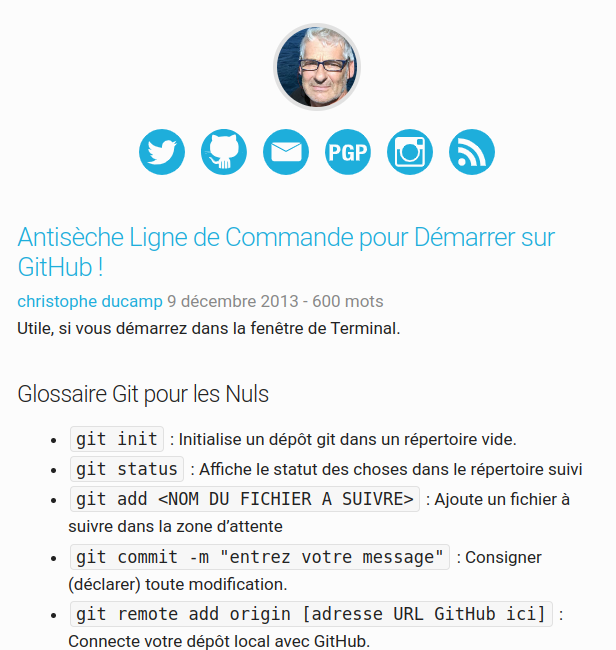 PGP
Antisèche Ligne de Commande pour Démarrer sur
GitHub !
christophe ducamp 9 décembre 2013 - 600 mots
Utile, si vous démarrez dans la fenêtre de Terminal.
Glossaire Git pour les Nuls
git init : Initialise un dépôt git dans un répertoire vide.
git status : Affiche le statut des choses dans le répertoire suivi
git add <NOM DU FICHIER A SUIVRE> : Ajoute un fichier à
suivre dans la zone d’attente
git commit -m "entrez votre message" : Consigner
(déclarer) toute modification.
git remote add origin [adresse URL GitHub ici] :
Connecte votre dépôt local avec GitHub.